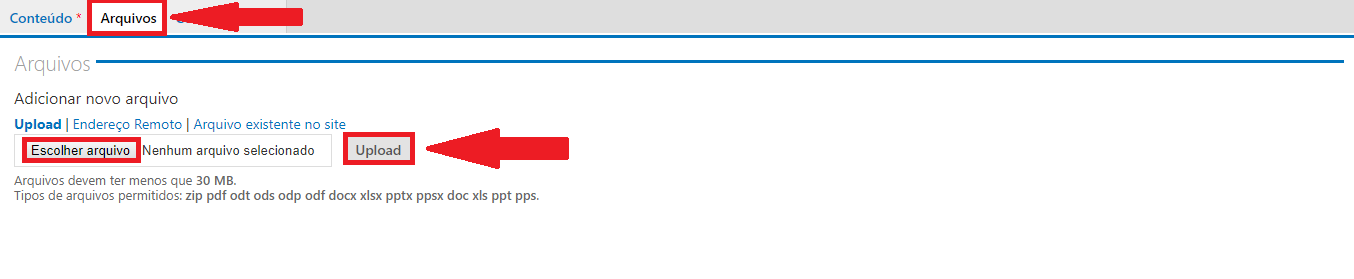 Conteúdo * Arquivos
Arquivos
Adicionar novo arquivo
Upload | Endereço Remoto | Arquivo existente no site
Escolher arquivo Nenhum arquivo selecionado Upload
Arquivos devem ter menos que 30 MB.
Tipos de arquivos permitidos: zip pdf odt ods odp odf docx xlsx pptx ppsx doc xls ppt pps.